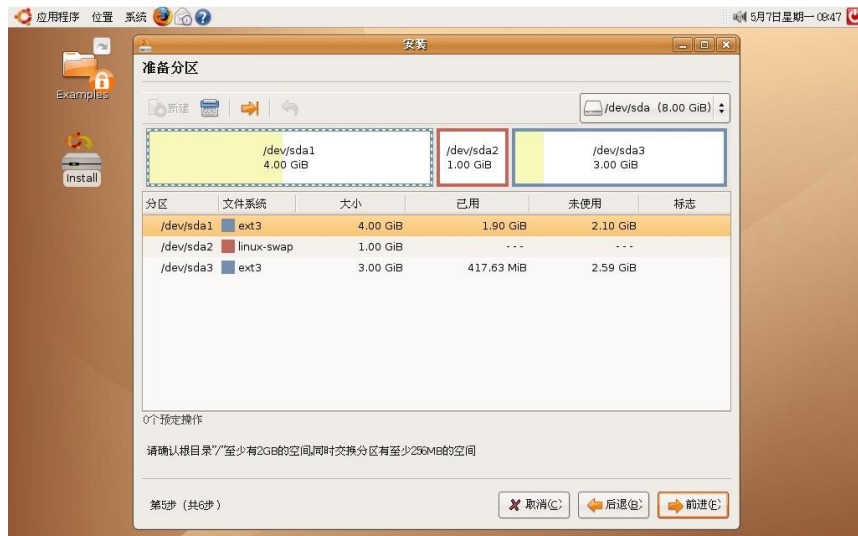 应用程序 位置 系统
5月7日星期一 09:47
Examples
Install
安装
准备分区
新建
/dev/sda (8.00 GiB)
/dev/sda1
4.00 GiB
/dev/sda2
1.00 GiB
/dev/sda3
3.00 GiB
分区 文件系统 大小 已用 未使用 标志
/dev/sda1 ext3 4.00 GiB 1.90 GiB 2.10 GiB
/dev/sda2 linux-swap 1.00 GiB --- ---
/dev/sda3 ext3 3.00 GiB 417.63 MiB 2.59 GiB
0个预定操作
请确认根目录"/"至少有2GB的空间,同时交换分区有至少256MB的空间
第5步 (共6步)
取消(C) 后退(B) 前进(F)